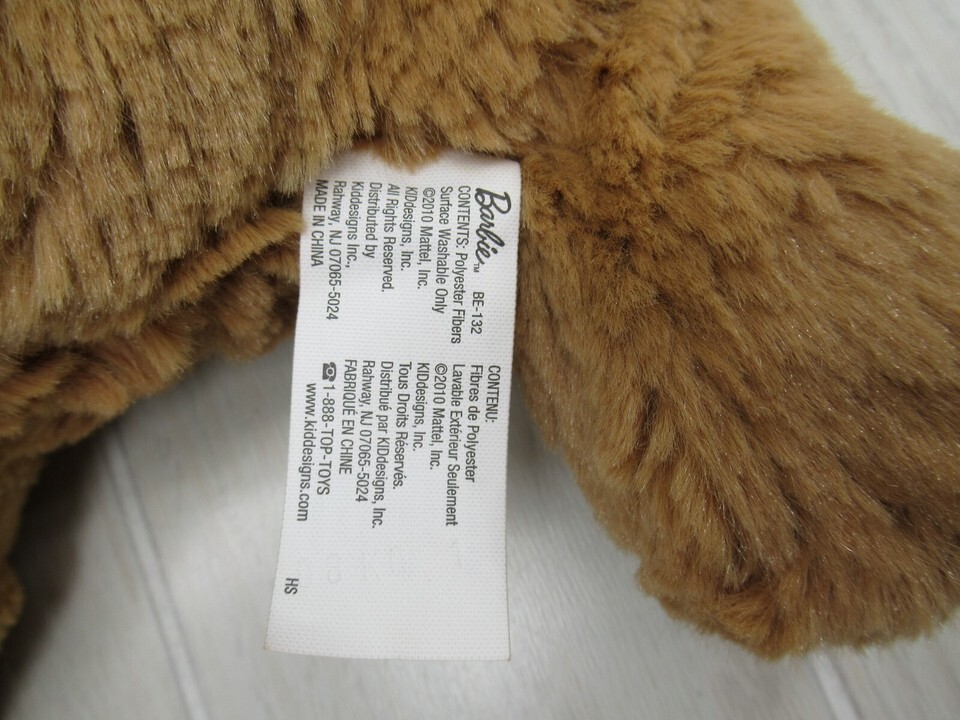 Barbie™ BE-132
CONTENTS: Polyester Fibers
Surface Washable Only
©2010 Mattel, Inc.
KIDdesigns, Inc.
All Rights Reserved.
Distributed by
Kiddesigns Inc.,
Rahway, NJ 07065-5024
MADE IN CHINA
CONTENU:
Fibres de Polyester
Lavable Extérieur Seulement
©2010 Mattel, Inc.
KIDdesigns, Inc.
Tous Droits Réservés.
Distribué par KIDdesigns, Inc.
Rahway, NJ 07065-5024
FABRIQUÉ EN CHINE
☎1-888-TOP-TOYS
www.kiddesigns.com
HS